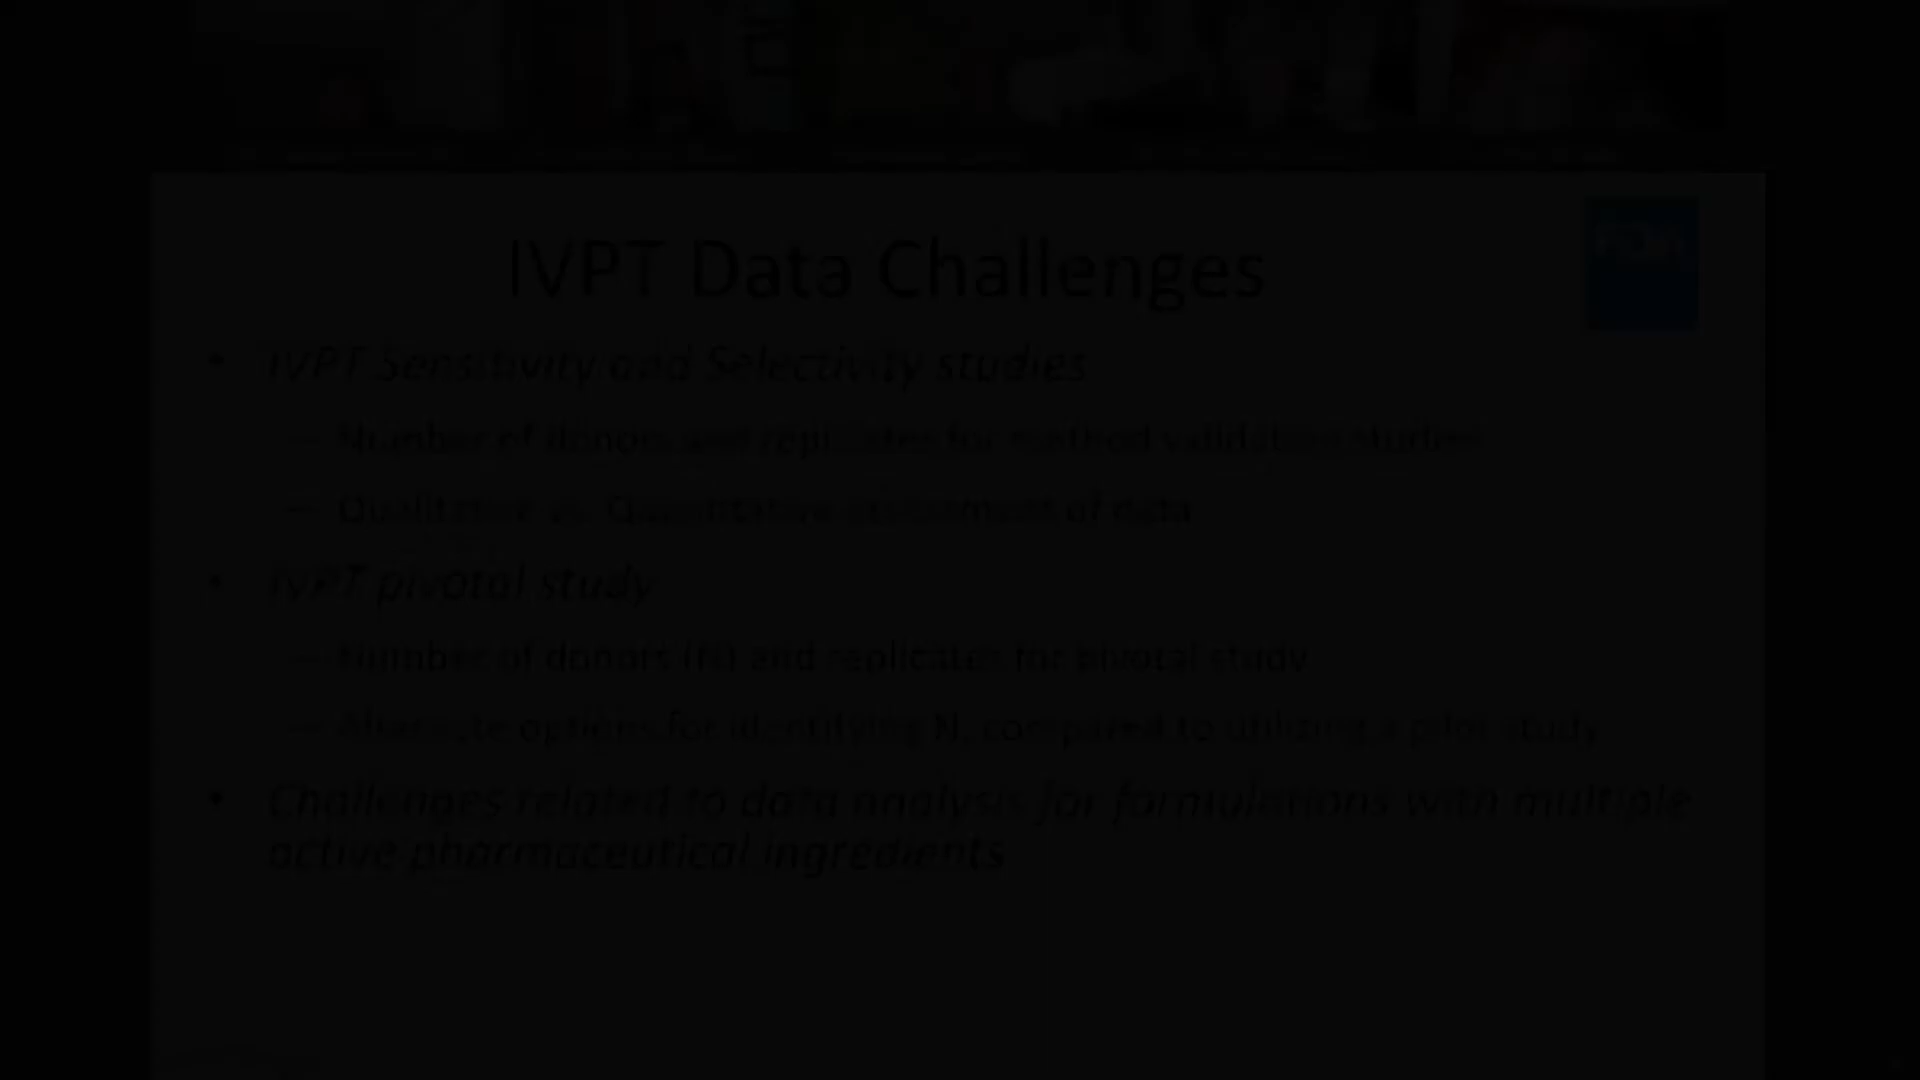 IVPT Data Challenges
FDA
• IVPT Sensitivity and Selectivity studies
– Number of donors and replicates for method validation studies
– Qualitative vs. Quantitative assessment of data
• IVPT pivotal study
– Number of donors (N) and replicates for pivotal study
– Alternate options for identifying N, compared to utilizing a pilot study
• Challenges related to data analysis for formulations with multiple
active pharmaceutical ingredients